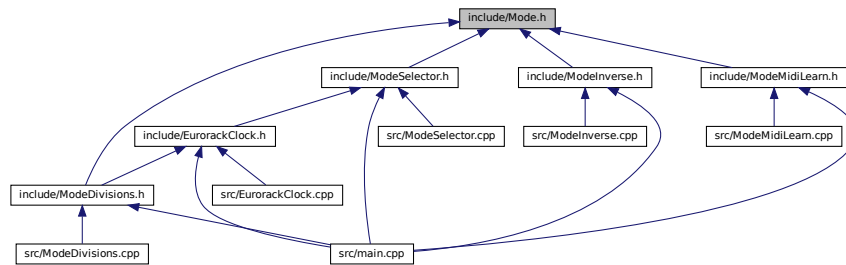 include/Mode.h
include/ModeSelector.h
include/ModeInverse.h
include/ModeMidiLearn.h
include/EurorackClock.h
src/ModeSelector.cpp
src/ModeInverse.cpp
src/ModeMidiLearn.cpp
include/ModeDivisions.h
src/EurorackClock.cpp
src/ModeDivisions.cpp
src/main.cpp